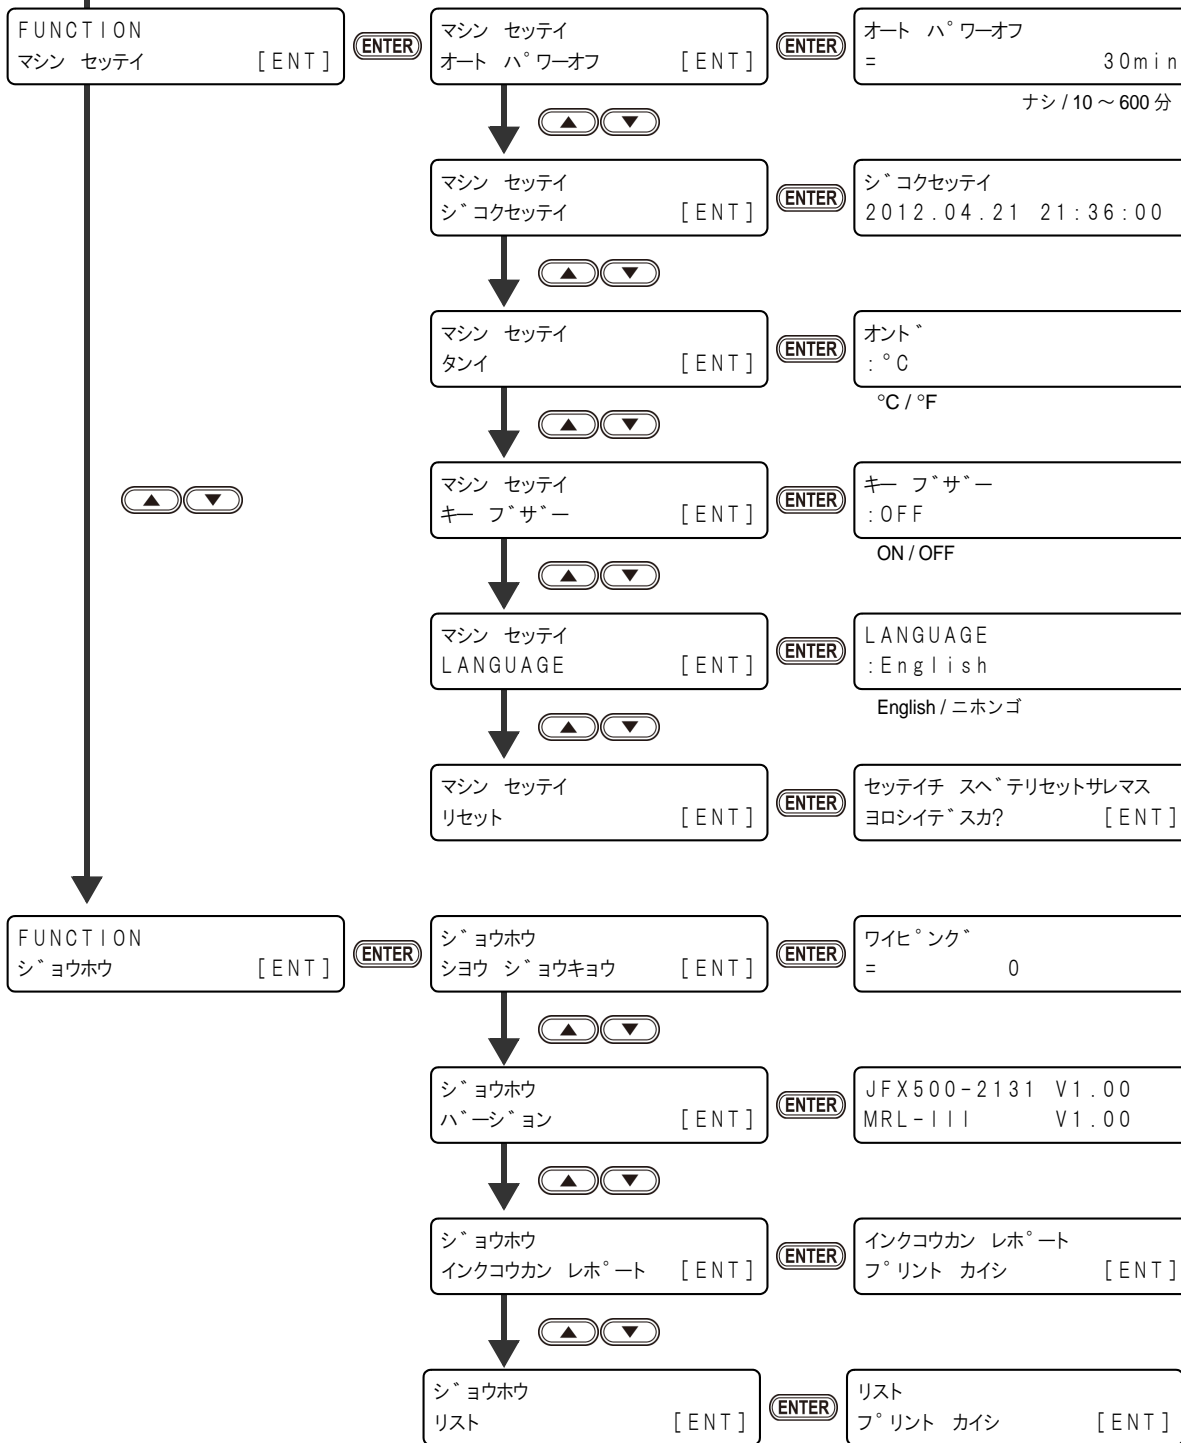 FUNCTION
マシン セッテイ [ENT]
ENTER
マシン セッテイ
オート ハ゜ワーオフ [ENT]
ENTER
オート ハ゜ワーオフ
= 30min
ナシ / 10 ～ 600 分
マシン セッテイ
シ゛コクセッテイ [ENT]
ENTER
シ゛コクセッテイ
2012.04.21 21:36:00
マシン セッテイ
タンイ [ENT]
ENTER
オント゛
:°C
°C / °F
マシン セッテイ
キー フ゛サ゛ー [ENT]
ENTER
キー フ゛サ゛ー
:OFF
ON / OFF
マシン セッテイ
LANGUAGE [ENT]
ENTER
LANGUAGE
:English
English / ニホンゴ
マシン セッテイ
リセット [ENT]
ENTER
セッテイチ スヘ゛テリセットサレマス
ヨロシイテ゛スカ? [ENT]
FUNCTION
シ゛ョウホウ [ENT]
ENTER
シ゛ョウホウ
シヨウ シ゛ョウキョウ [ENT]
ENTER
ワイヒ゜ンク゛
= 0
シ゛ョウホウ
ハ゛ーシ゛ョン [ENT]
ENTER
JFX500-2131 V1.00
MRL-III V1.00
シ゛ョウホウ
インクコウカン レホ゜ート [ENT]
ENTER
インクコウカン レホ゜ート
フ゜リント カイシ [ENT]
シ゛ョウホウ
リスト [ENT]
ENTER
リスト
フ゜リント カイシ [ENT]